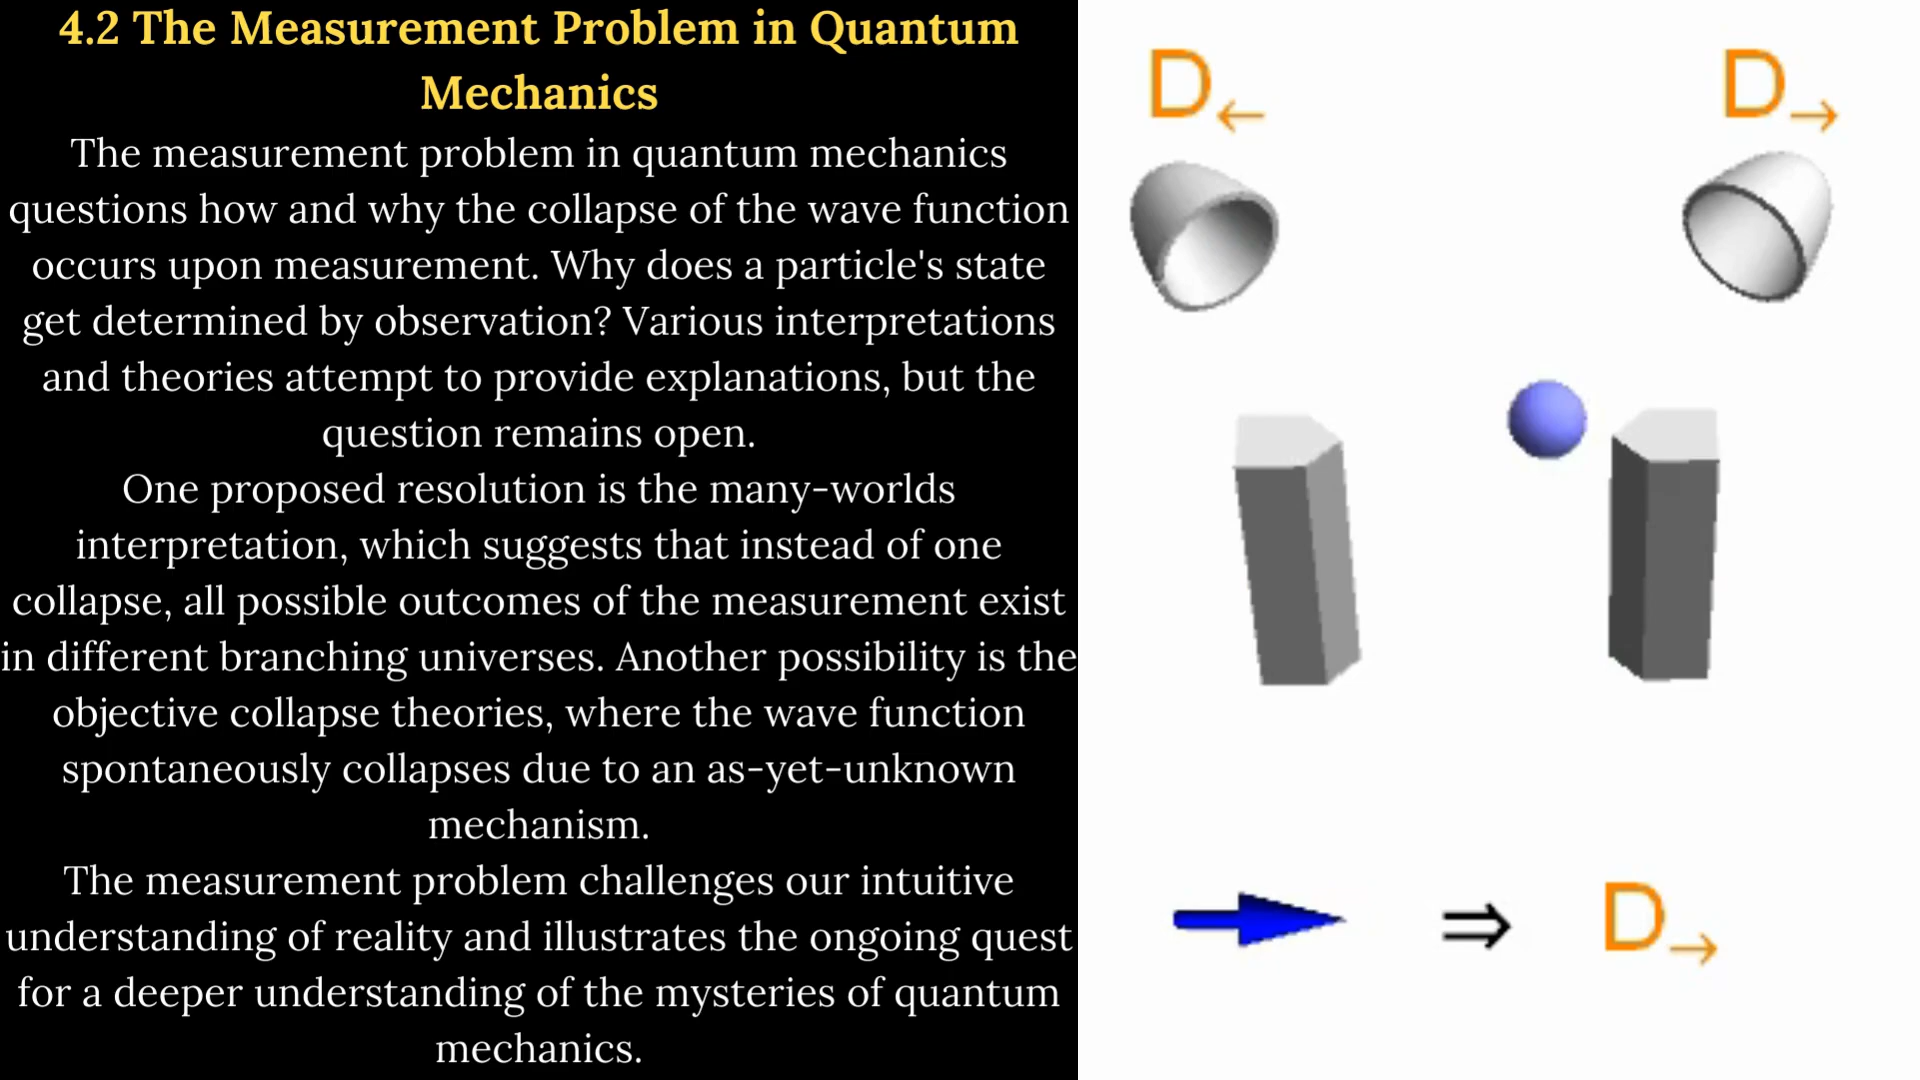 4.2 The Measurement Problem in Quantum
Mechanics
The measurement problem in quantum mechanics
questions how and why the collapse of the wave function
occurs upon measurement. Why does a particle's state
get determined by observation? Various interpretations
and theories attempt to provide explanations, but the
question remains open.
One proposed resolution is the many-worlds
interpretation, which suggests that instead of one
collapse, all possible outcomes of the measurement exist
in different branching universes. Another possibility is the
objective collapse theories, where the wave function
spontaneously collapses due to an as-yet-unknown
mechanism.
The measurement problem challenges our intuitive
understanding of reality and illustrates the ongoing quest
for a deeper understanding of the mysteries of quantum
mechanics.
D←
D→
⇒ D→